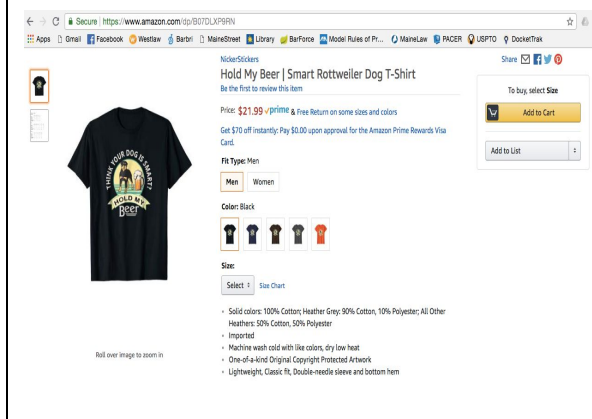 Secure | https://www.amazon.com/dp/B07DLXP9RN
Apps Gmail Facebook Westlaw Barbri MaineStreet Library BarForce Model Rules of Pr... MaineLaw PACER USPTO DocketTrak
NickerStickers
Hold My Beer | Smart Rottweiler Dog T-Shirt
Be the first to review this item
Price: $21.99 prime & Free Return on some sizes and colors
Get $70 off instantly: Pay $0.00 upon approval for the Amazon Prime Rewards Visa
Card.
Fit Type: Men
Men Women
Color: Black
Size:
Select Size Chart
Solid colors: 100% Cotton; Heather Grey: 90% Cotton, 10% Polyester; All Other
Heathers: 50% Cotton, 50% Polyester
Imported
Machine wash cold with like colors, dry low heat
One-of-a-kind Original Copyright Protected Artwork
Lightweight, Classic fit, Double-needle sleeve and bottom hem
THINK YOUR DOG IS SMART?
HOLD MY
Beer
Roll over image to zoom in
Share
To buy, select Size
Add to Cart
Add to List